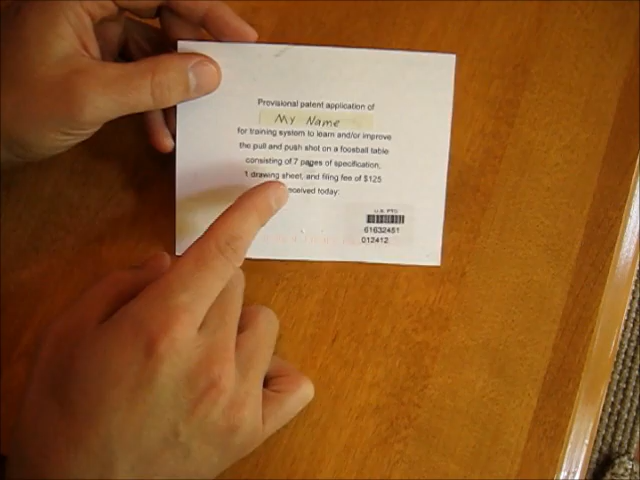 Provisional patent application of
My Name
for training system to learn and/or improve
the pull and push shot on a foosball table
consisting of 7 pages of specification,
1 drawing sheet, and filing fee of $125
received today:
U.S. PTO
61632451
012412